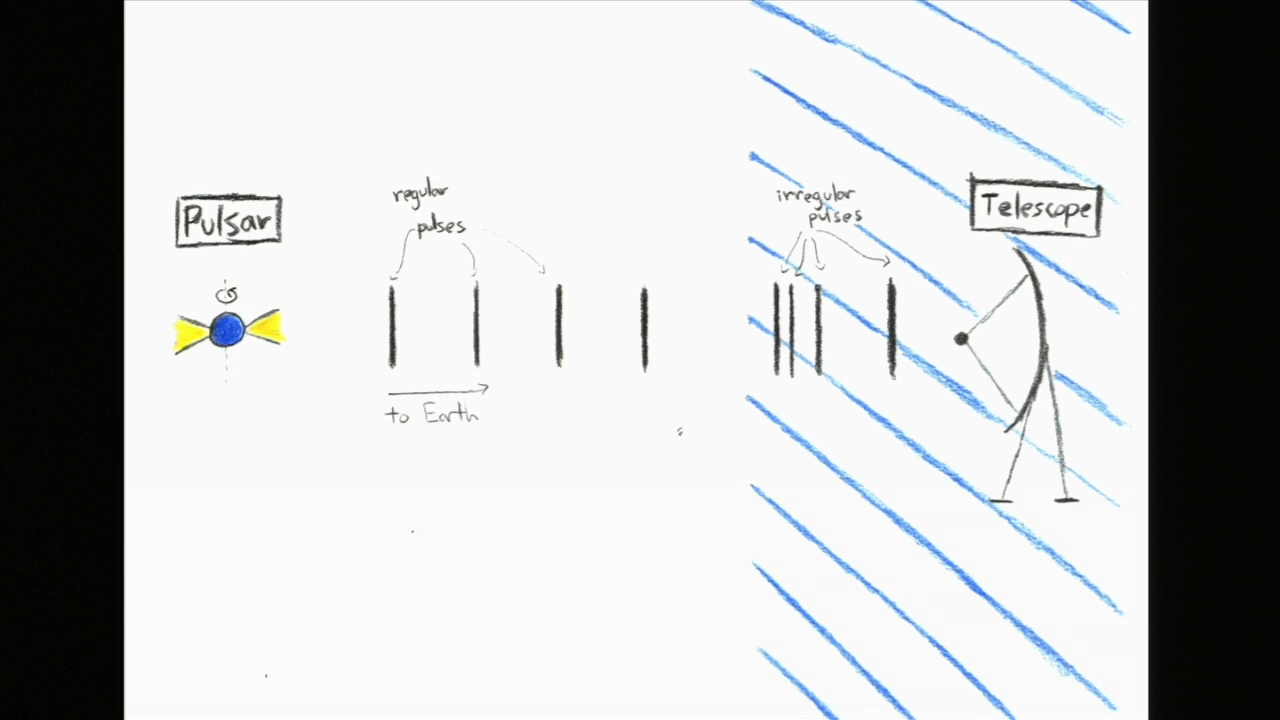 Pulsar
regular
pulses
to Earth
irregular
pulses
Telescope